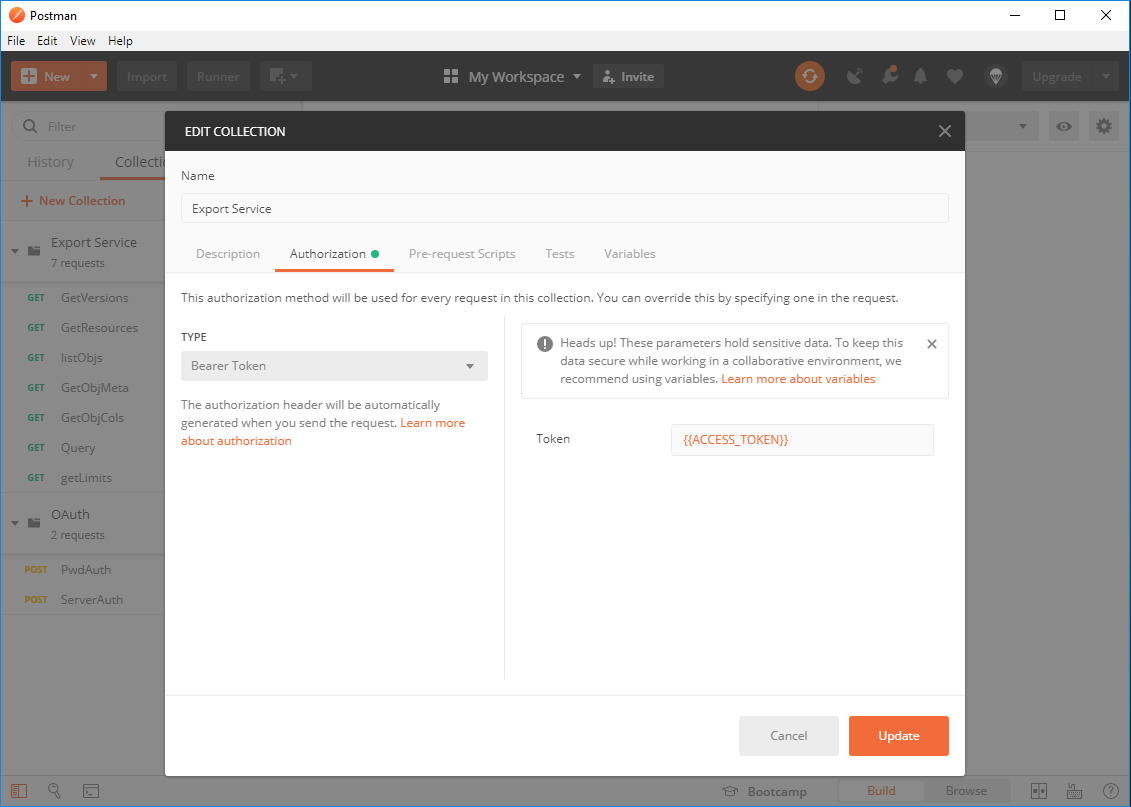 Postman
File Edit View Help
New Import Runner My Workspace Invite Upgrade
Filter
History Collecti
New Collection
Export Service
7 requests
GET GetVersions
GET GetResources
GET listObjs
GET GetObjMeta
GET GetObjCols
GET Query
GET getLimits
OAuth
2 requests
POST PwdAuth
POST ServerAuth
EDIT COLLECTION
Name
Export Service
Description Authorization Pre-request Scripts Tests Variables
This authorization method will be used for every request in this collection. You can override this by specifying one in the request.
TYPE
Bearer Token
The authorization header will be automatically
generated when you send the request. Learn more
about authorization
Heads up! These parameters hold sensitive data. To keep this
data secure while working in a collaborative environment, we
recommend using variables. Learn more about variables
Token {{ACCESS_TOKEN}}
Cancel Update
Bootcamp Build Browse